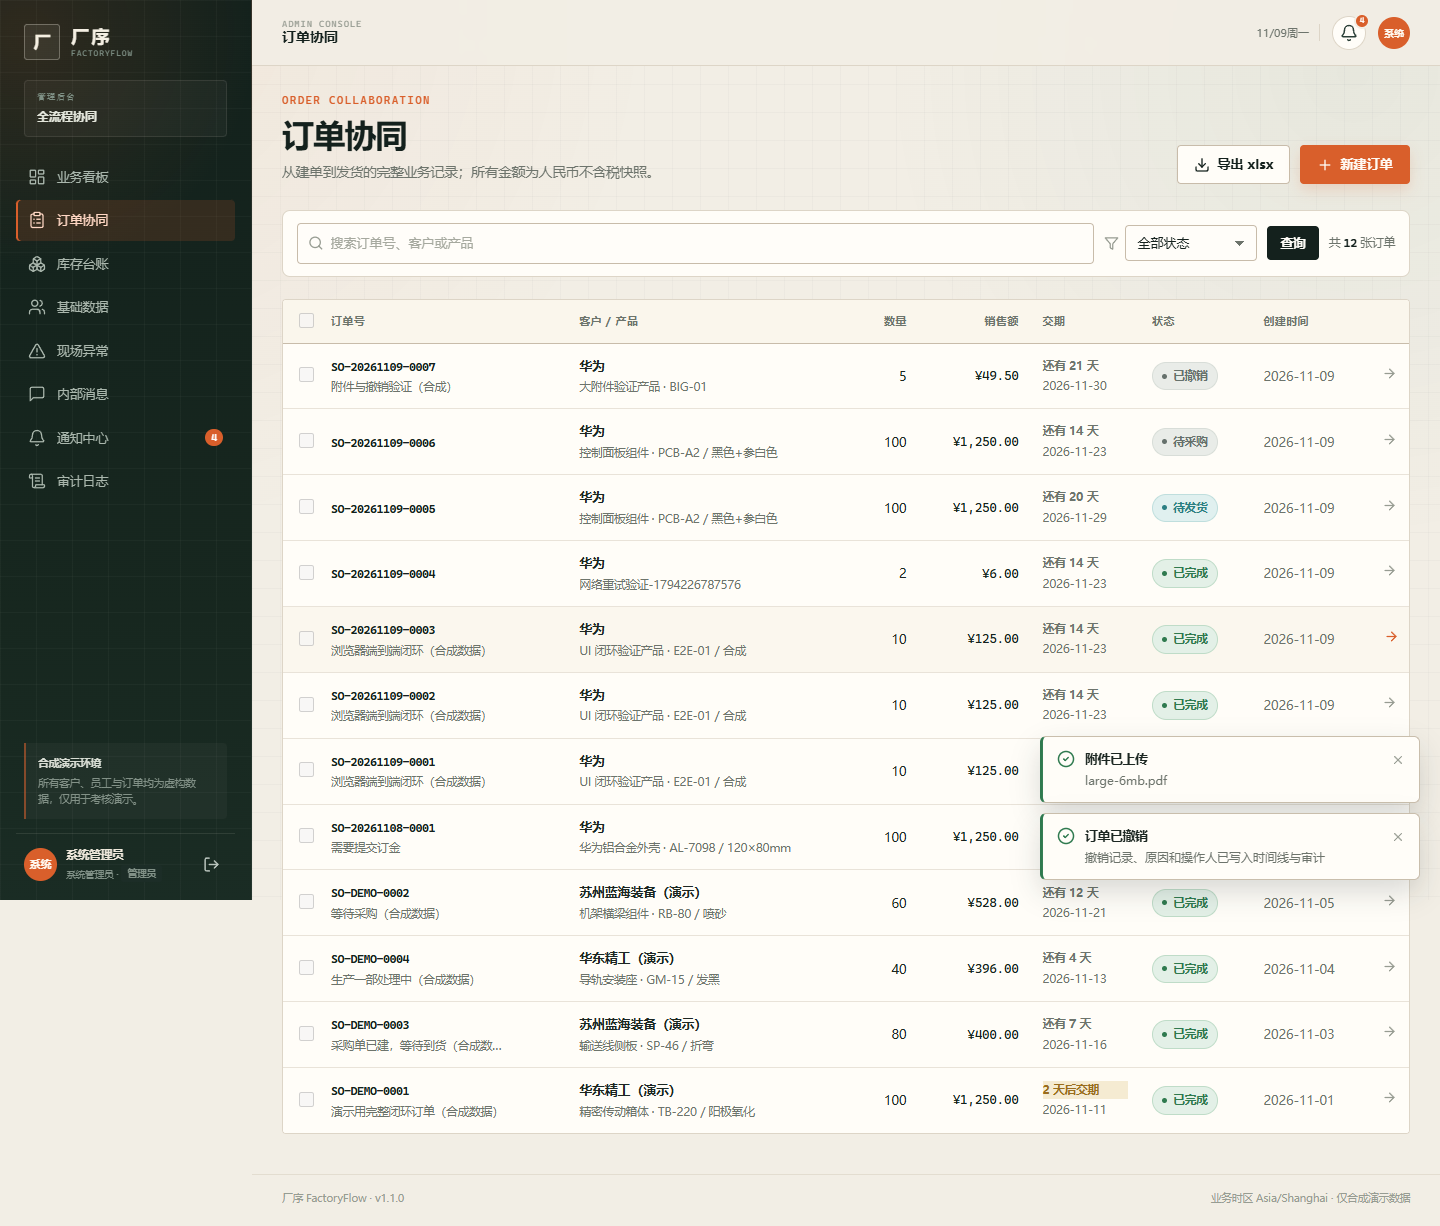 厂
厂序
FACTORYFLOW
管理后台
全流程协同
业务看板
订单协同
库存台账
基础数据
现场异常
内部消息
通知中心
4
审计日志
合成演示环境
所有客户、员工与订单均为虚构数
据，仅用于考核演示。
系统
系统管理员
系统管理员 · 管理员
ADMIN CONSOLE
订单协同
11/09周一
4
系统
ORDER COLLABORATION
订单协同
从建单到发货的完整业务记录；所有金额为人民币不含税快照。
导出 xlsx
新建订单
搜索订单号、客户或产品
全部状态
查询
共 12 张订单
订单号 客户 / 产品 数量 销售额 交期 状态 创建时间
SO-20261109-0007
附件与撤销验证（合成）
华为
大附件验证产品 · BIG-01
5
¥49.50
还有 21 天
2026-11-30
已撤销
2026-11-09
SO-20261109-0006
华为
控制面板组件 · PCB-A2 / 黑色+参白色
100
¥1,250.00
还有 14 天
2026-11-23
待采购
2026-11-09
SO-20261109-0005
华为
控制面板组件 · PCB-A2 / 黑色+参白色
100
¥1,250.00
还有 20 天
2026-11-29
待发货
2026-11-09
SO-20261109-0004
华为
网络重试验证-1794226787576
2
¥6.00
还有 14 天
2026-11-23
已完成
2026-11-09
SO-20261109-0003
浏览器端到端闭环（合成数据）
华为
UI 闭环验证产品 · E2E-01 / 合成
10
¥125.00
还有 14 天
2026-11-23
已完成
2026-11-09
SO-20261109-0002
浏览器端到端闭环（合成数据）
华为
UI 闭环验证产品 · E2E-01 / 合成
10
¥125.00
还有 14 天
2026-11-23
已完成
2026-11-09
SO-20261109-0001
浏览器端到端闭环（合成数据）
华为
UI 闭环验证产品 · E2E-01 / 合成
10
¥125.00
附件已上传
large-6mb.pdf
SO-20261108-0001
需要提交订金
华为
华为铝合金外壳 · AL-7098 / 120×80mm
100
¥1,250.00
订单已撤销
撤销记录、原因和操作人已写入时间线与审计
SO-DEMO-0002
等待采购（合成数据）
苏州蓝海装备（演示）
机架横梁组件 · RB-80 / 喷砂
60
¥528.00
还有 12 天
2026-11-21
已完成
2026-11-05
SO-DEMO-0004
生产一部处理中（合成数据）
华东精工（演示）
导轨安装座 · GM-15 / 发黑
40
¥396.00
还有 4 天
2026-11-13
已完成
2026-11-04
SO-DEMO-0003
采购单已建，等待到货（合成数...
苏州蓝海装备（演示）
输送线侧板 · SP-46 / 折弯
80
¥400.00
还有 7 天
2026-11-16
已完成
2026-11-03
SO-DEMO-0001
演示用完整闭环订单（合成数据）
华东精工（演示）
精密传动箱体 · TB-220 / 阳极氧化
100
¥1,250.00
2 天后交期
2026-11-11
已完成
2026-11-01
厂序 FactoryFlow · v1.1.0
业务时区 Asia/Shanghai · 仅合成演示数据